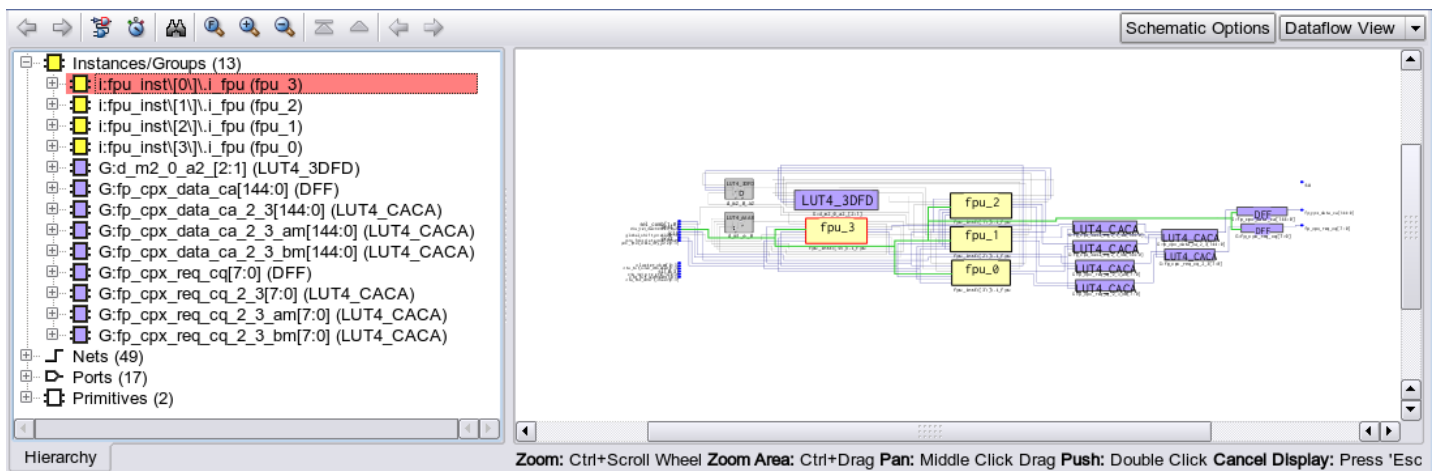 Schematic Options Dataflow View
Instances/Groups (13)
i:fpu_inst\[0\]\.i_fpu (fpu_3)
i:fpu_inst\[1\]\.i_fpu (fpu_2)
i:fpu_inst\[2\]\.i_fpu (fpu_1)
i:fpu_inst\[3\]\.i_fpu (fpu_0)
G:d_m2_0_a2_[2:1] (LUT4_3DFD)
G:fp_cpx_data_ca[144:0] (DFF)
G:fp_cpx_data_ca_2_3[144:0] (LUT4_CACA)
G:fp_cpx_data_ca_2_3_am[144:0] (LUT4_CACA)
G:fp_cpx_data_ca_2_3_bm[144:0] (LUT4_CACA)
G:fp_cpx_req_cq[7:0] (DFF)
G:fp_cpx_req_cq_2_3[7:0] (LUT4_CACA)
G:fp_cpx_req_cq_2_3_am[7:0] (LUT4_CACA)
G:fp_cpx_req_cq_2_3_bm[7:0] (LUT4_CACA)
Nets (49)
Ports (17)
Primitives (2)
Hierarchy
LUT4_3DFD
fpu_3
fpu_2
fpu_1
fpu_0
LUT4_CACA
LUT4_CACA
LUT4_CACA
LUT4_CACA
LUT4_CACA
LUT4_CACA
DFF
DFF
Zoom: Ctrl+Scroll Wheel Zoom Area: Ctrl+Drag Pan: Middle Click Drag Push: Double Click Cancel Display: Press 'Esc